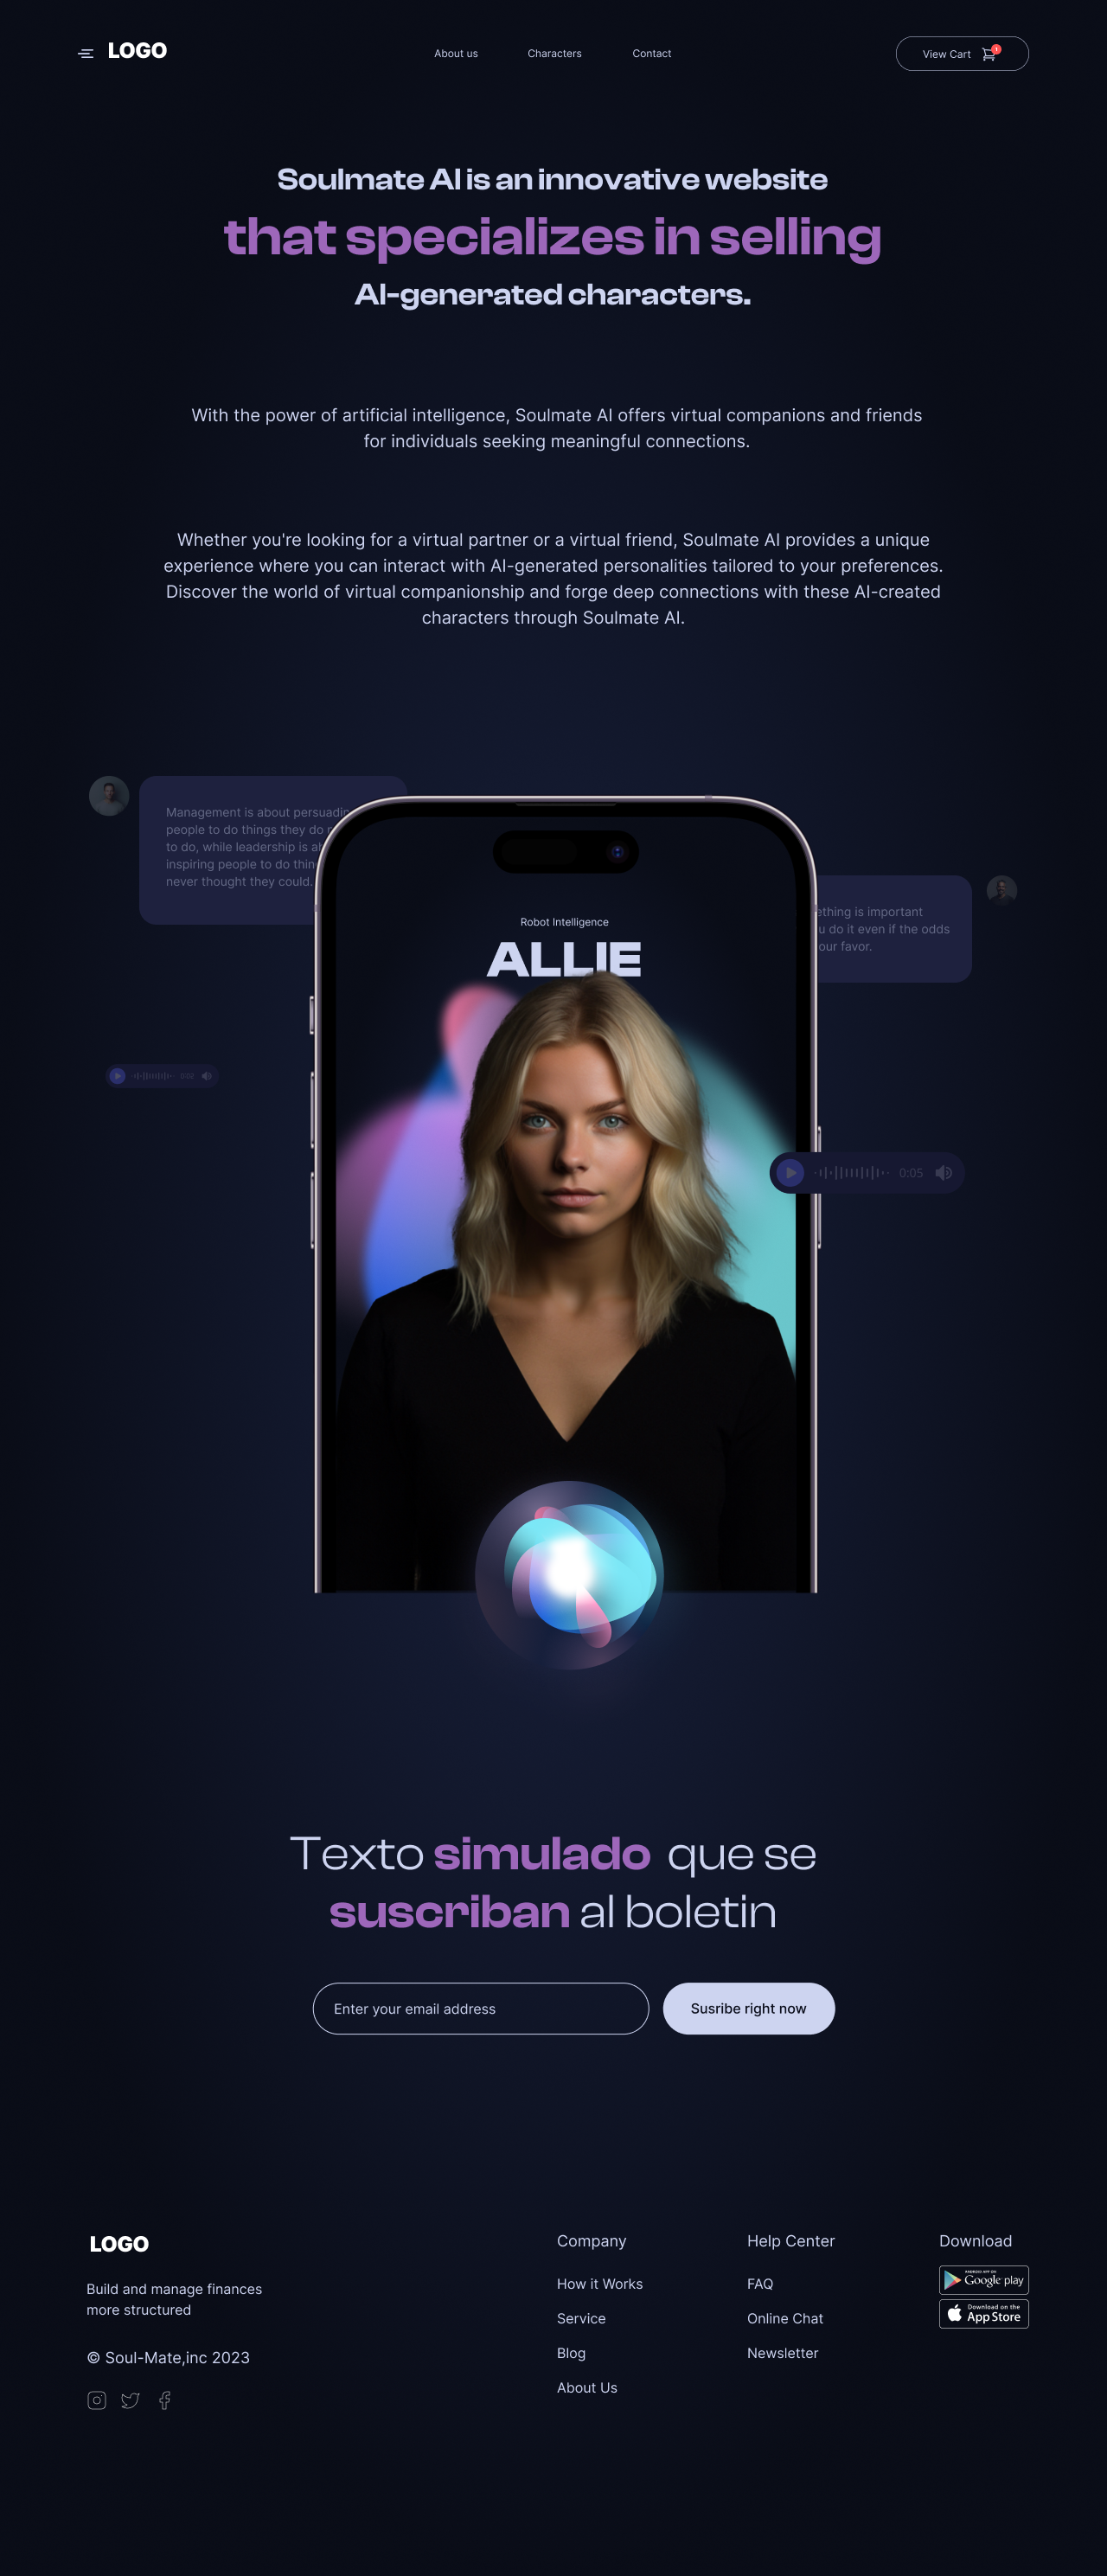 LOGO
About us
Characters
Contact
View Cart
1
Soulmate AI is an innovative website
that specializes in selling
AI-generated characters.
With the power of artificial intelligence, Soulmate AI offers virtual companions and friends
for individuals seeking meaningful connections.
Whether you're looking for a virtual partner or a virtual friend, Soulmate AI provides a unique
experience where you can interact with AI-generated personalities tailored to your preferences.
Discover the world of virtual companionship and forge deep connections with these AI-created
characters through Soulmate AI.
Management is about
people to do things they do
to do, while leadership is
inspiring people to do
never thought they could.
is important
do it even if the odds
favor.
Robot Intelligence
ALLIE
0:05
Texto simulado que se
suscriban al boletin
Enter your email address
Susribe right now
LOGO
Build and manage finances
more structured
© Soul-Mate,inc 2023
Company
How it Works
Service
Blog
About Us
Help Center
FAQ
Online Chat
Newsletter
Download
ANDROID APP ON
Google play
Download on the
App Store